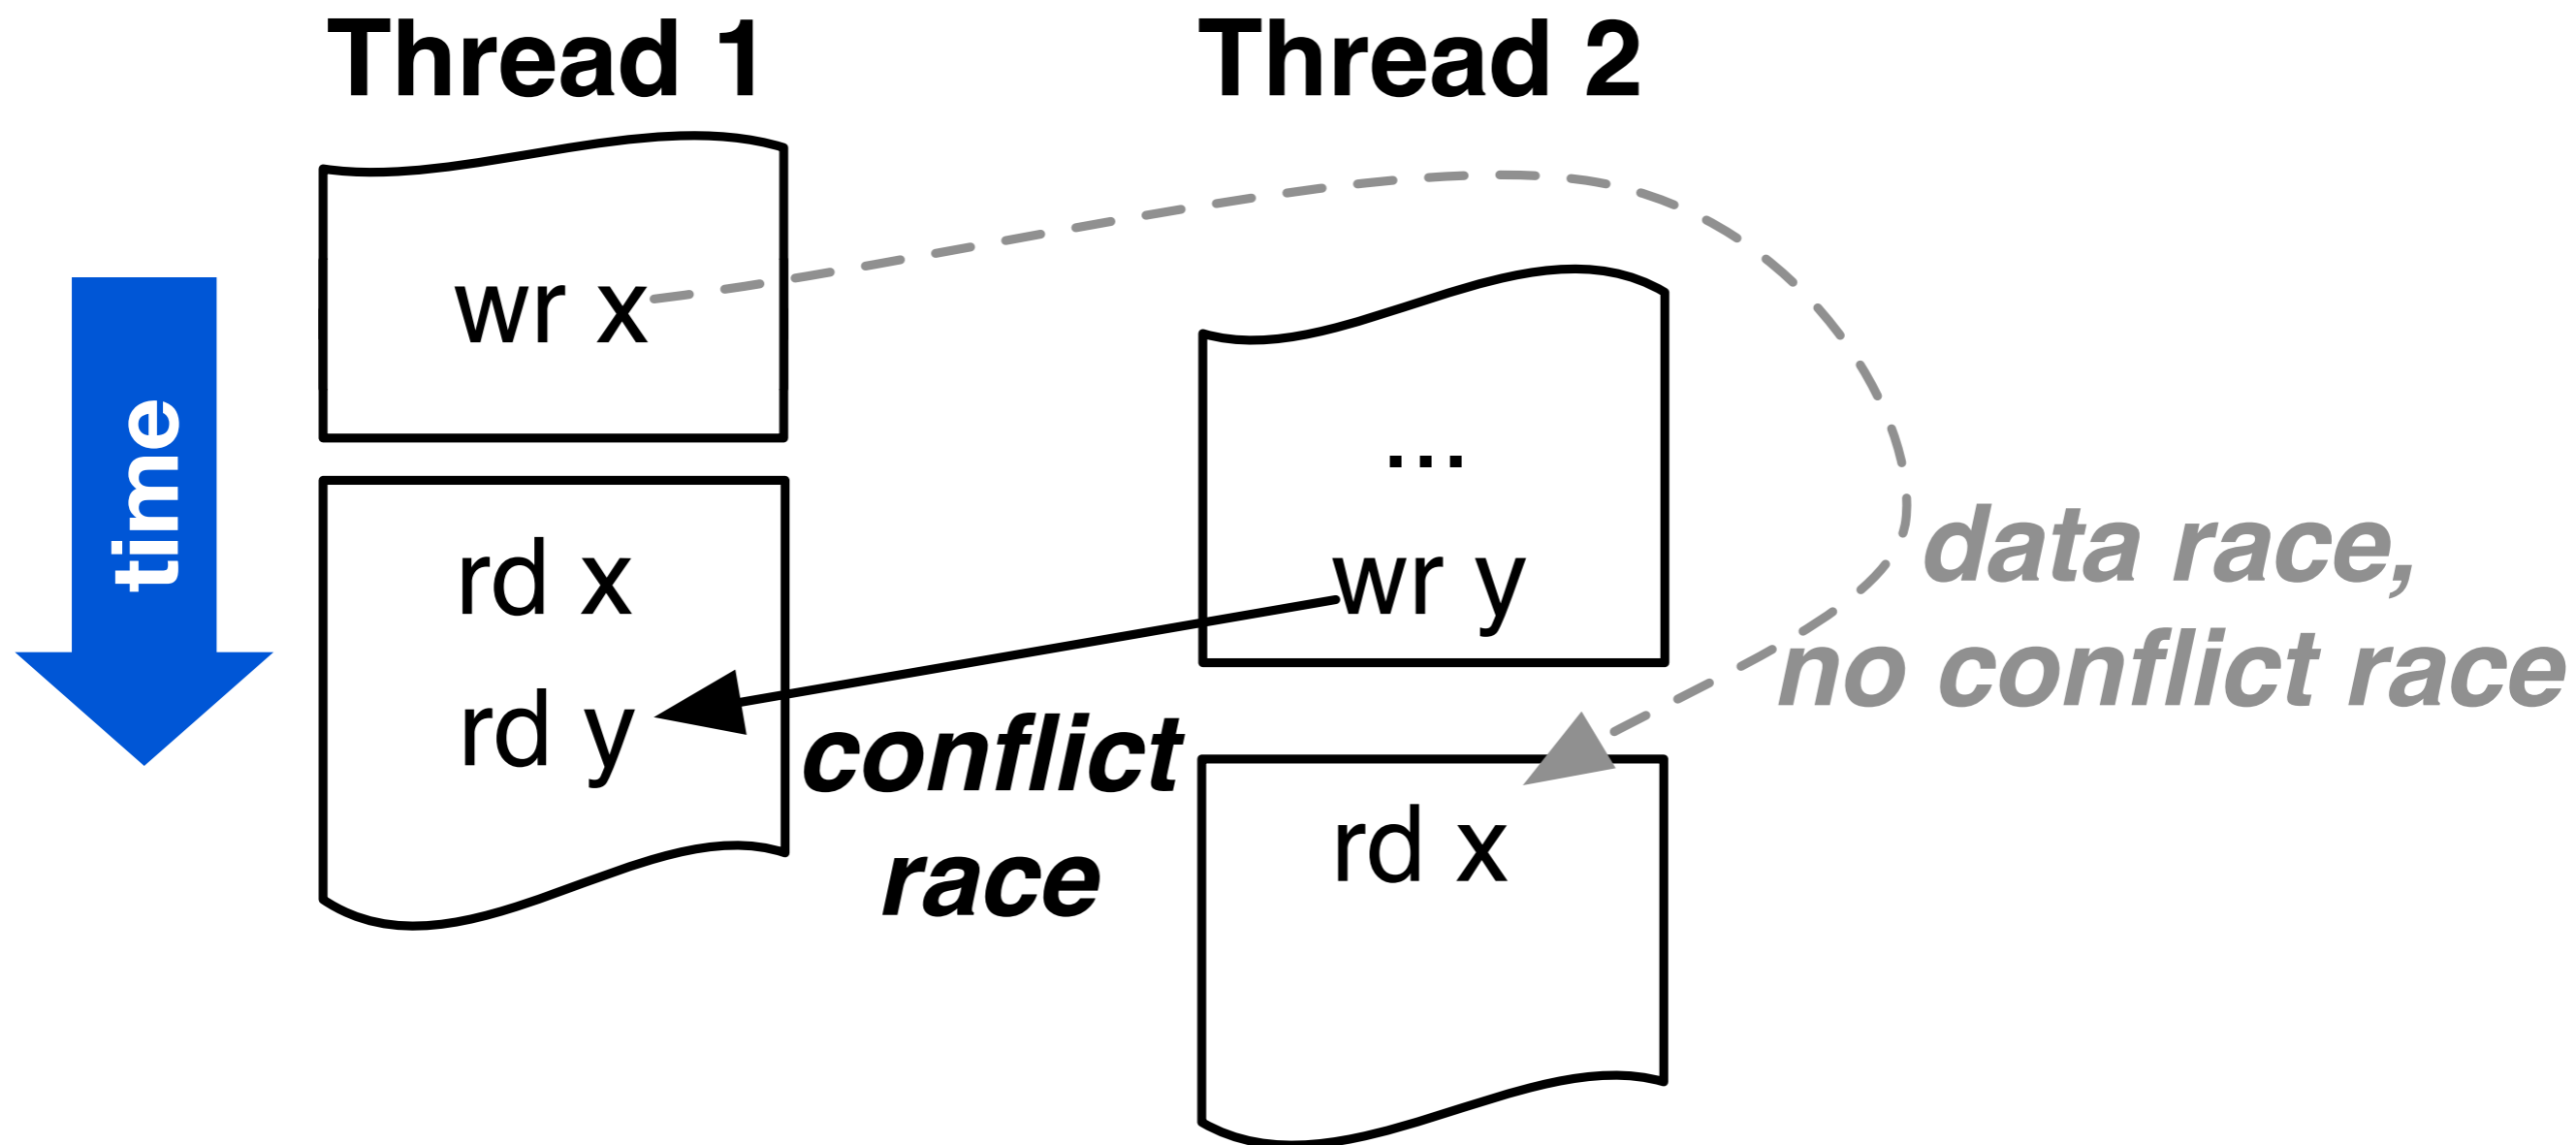 Thread 1
Thread 2
time
wr x
rd x
rd y
...
wr y
rd x
conflict
race
data race,
no conflict race